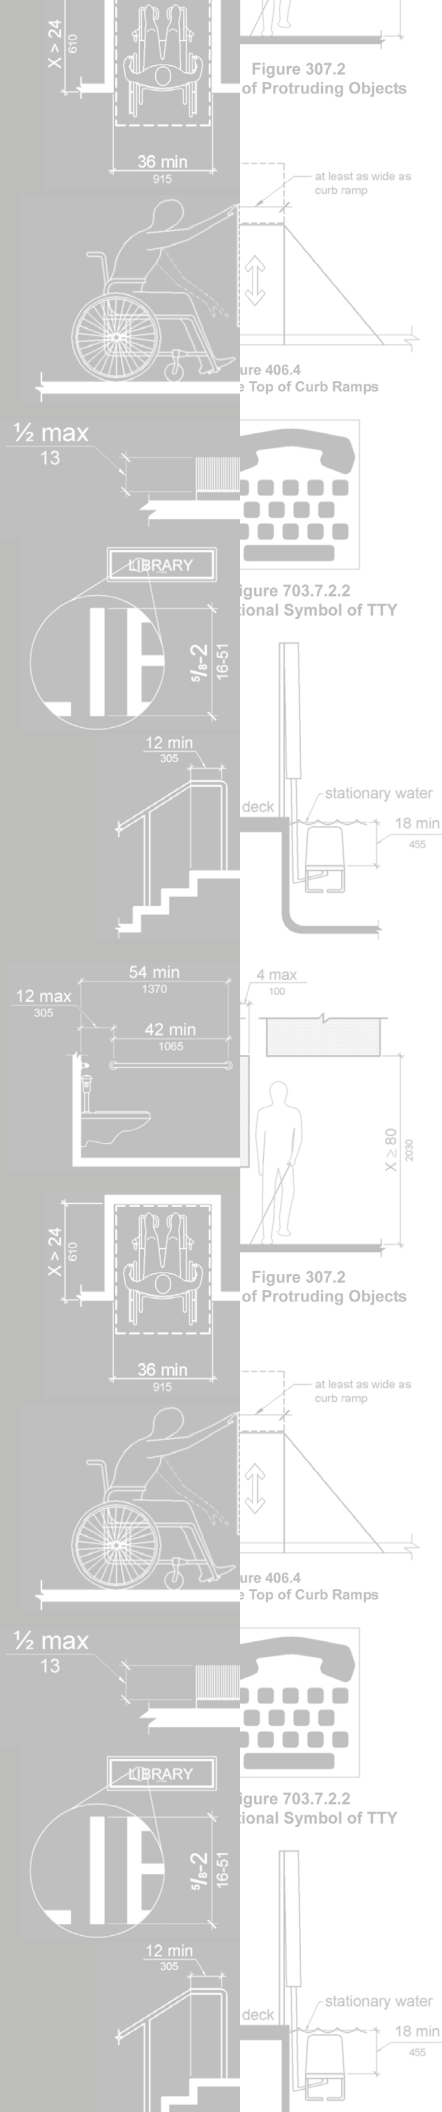 X > 24
610
Figure 307.2
of Protruding Objects
36 min
915
at least as wide as
curb ramp
ure 406.4
e Top of Curb Ramps
½ max
13
LIBRARY
igure 703.7.2.2
ional Symbol of TTY
5/8-2
16-51
12 min
305
deck
stationary water
18 min
455
54 min
1370
4 max
100
12 max
305
42 min
1065
X ≥ 80
2030
X > 24
610
Figure 307.2
of Protruding Objects
36 min
915
at least as wide as
curb ramp
ure 406.4
e Top of Curb Ramps
½ max
13
LIBRARY
igure 703.7.2.2
ional Symbol of TTY
5/8-2
16-51
12 min
305
deck
stationary water
18 min
455